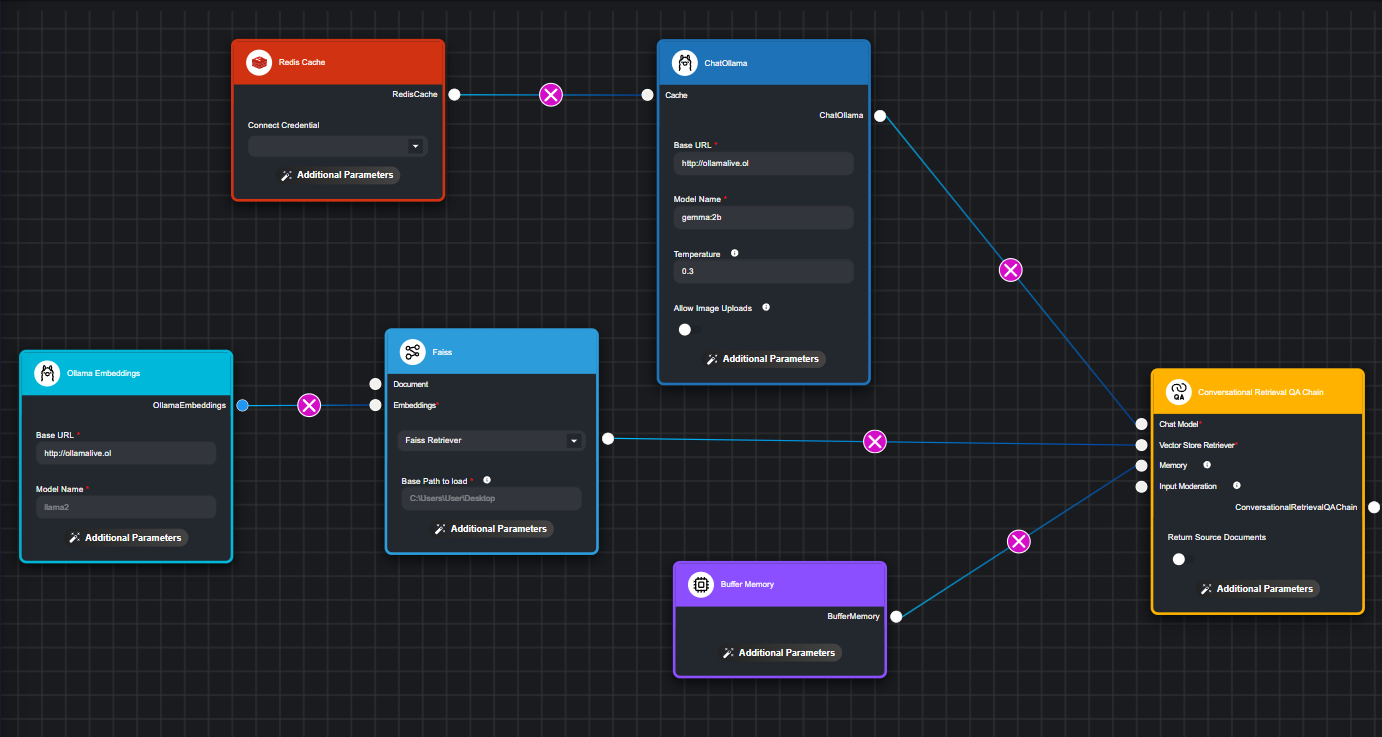 Redis Cache
RedisCache
Connect Credential
Additional Parameters
ChatOllama
Cache
ChatOllama
Base URL *
http://ollamalive.ol
Model Name *
gemma:2b
Temperature
0.3
Allow Image Uploads
Additional Parameters
Ollama Embeddings
OllamaEmbeddings
Base URL *
http://ollamalive.ol
Model Name *
llama2
Additional Parameters
Faiss
Document
Embeddings*
Faiss Retriever
Base Path to load *
C:\Users\User\Desktop
Additional Parameters
Buffer Memory
BufferMemory
Additional Parameters
QA
Conversational Retrieval QA Chain
Chat Model*
Vector Store Retriever*
Memory
Input Moderation
ConversationalRetrievalQAChain
Return Source Documents
Additional Parameters